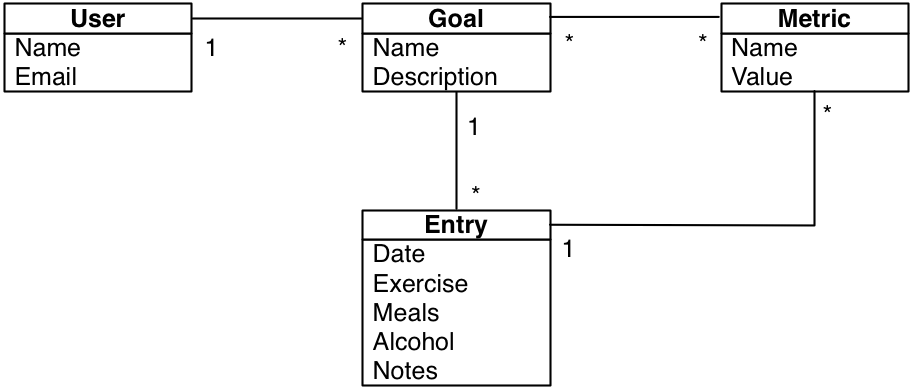 User
Name
Email
1
*
Goal
Name
Description
*
*
Metric
Name
Value
1
*
*
Entry
Date
Exercise
Meals
Alcohol
Notes
1